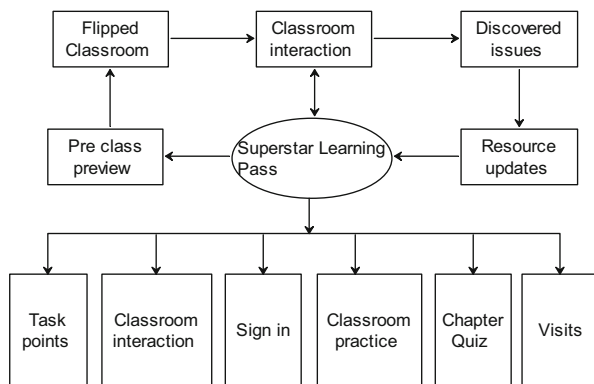 Flipped
Classroom
Classroom
interaction
Discovered
issues
Pre class
preview
Superstar Learning
Pass
Resource
updates
Task
points
Classroom
interaction
Sign in
Classroom
practice
Chapter
Quiz
Visits